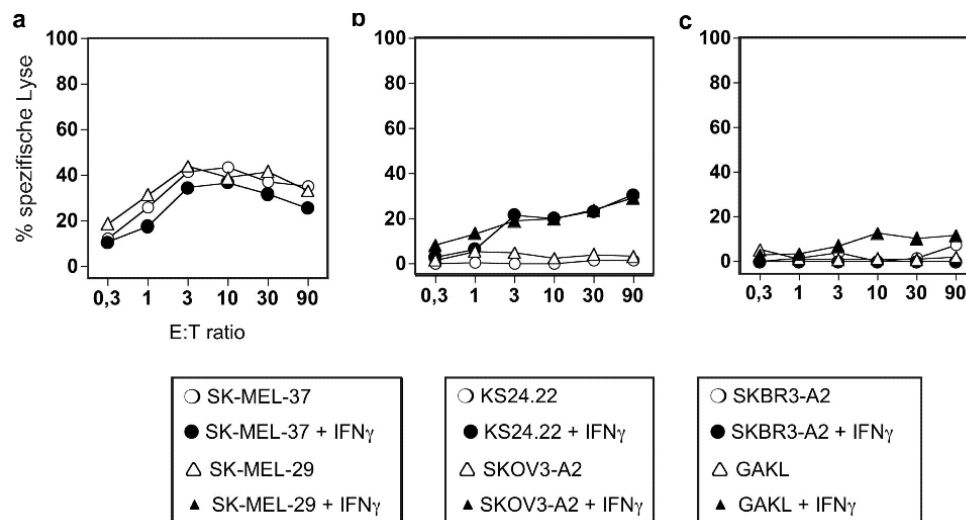 a
b
c
% spezifische Lyse
100
80
60
40
20
0
0,3 1 3 10 30 90
E:T ratio
100
80
60
40
20
0
0,3 1 3 10 30 90
100
80
60
40
20
0
0,3 1 3 10 30 90
SK-MEL-37
SK-MEL-37 + IFNγ
SK-MEL-29
SK-MEL-29 + IFNγ
KS24.22
KS24.22 + IFNγ
SKOV3-A2
SKOV3-A2 + IFNγ
SKBR3-A2
SKBR3-A2 + IFNγ
GAKL
GAKL + IFNγ